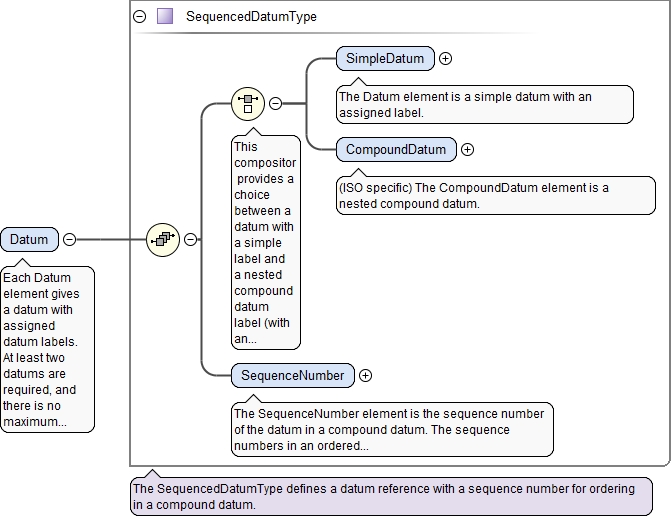 SequencedDatumType
SimpleDatum
The Datum element is a simple datum with an
assigned label.
This
compositor
provides a
choice
between a
datum with
a simple
label and
a nested
compound
datum
label (with
an...
CompoundDatum
(ISO specific) The CompoundDatum element is a
nested compound datum.
Datum
Each Datum
element gives
a datum with
assigned
datum labels.
At least two
datums are
required, and
there is no
maximum...
SequenceNumber
The SequenceNumber element is the sequence number
of the datum in a compound datum. The sequence
numbers in an ordered...
The SequencedDatumType defines a datum reference with a sequence number for ordering
in a compound datum.